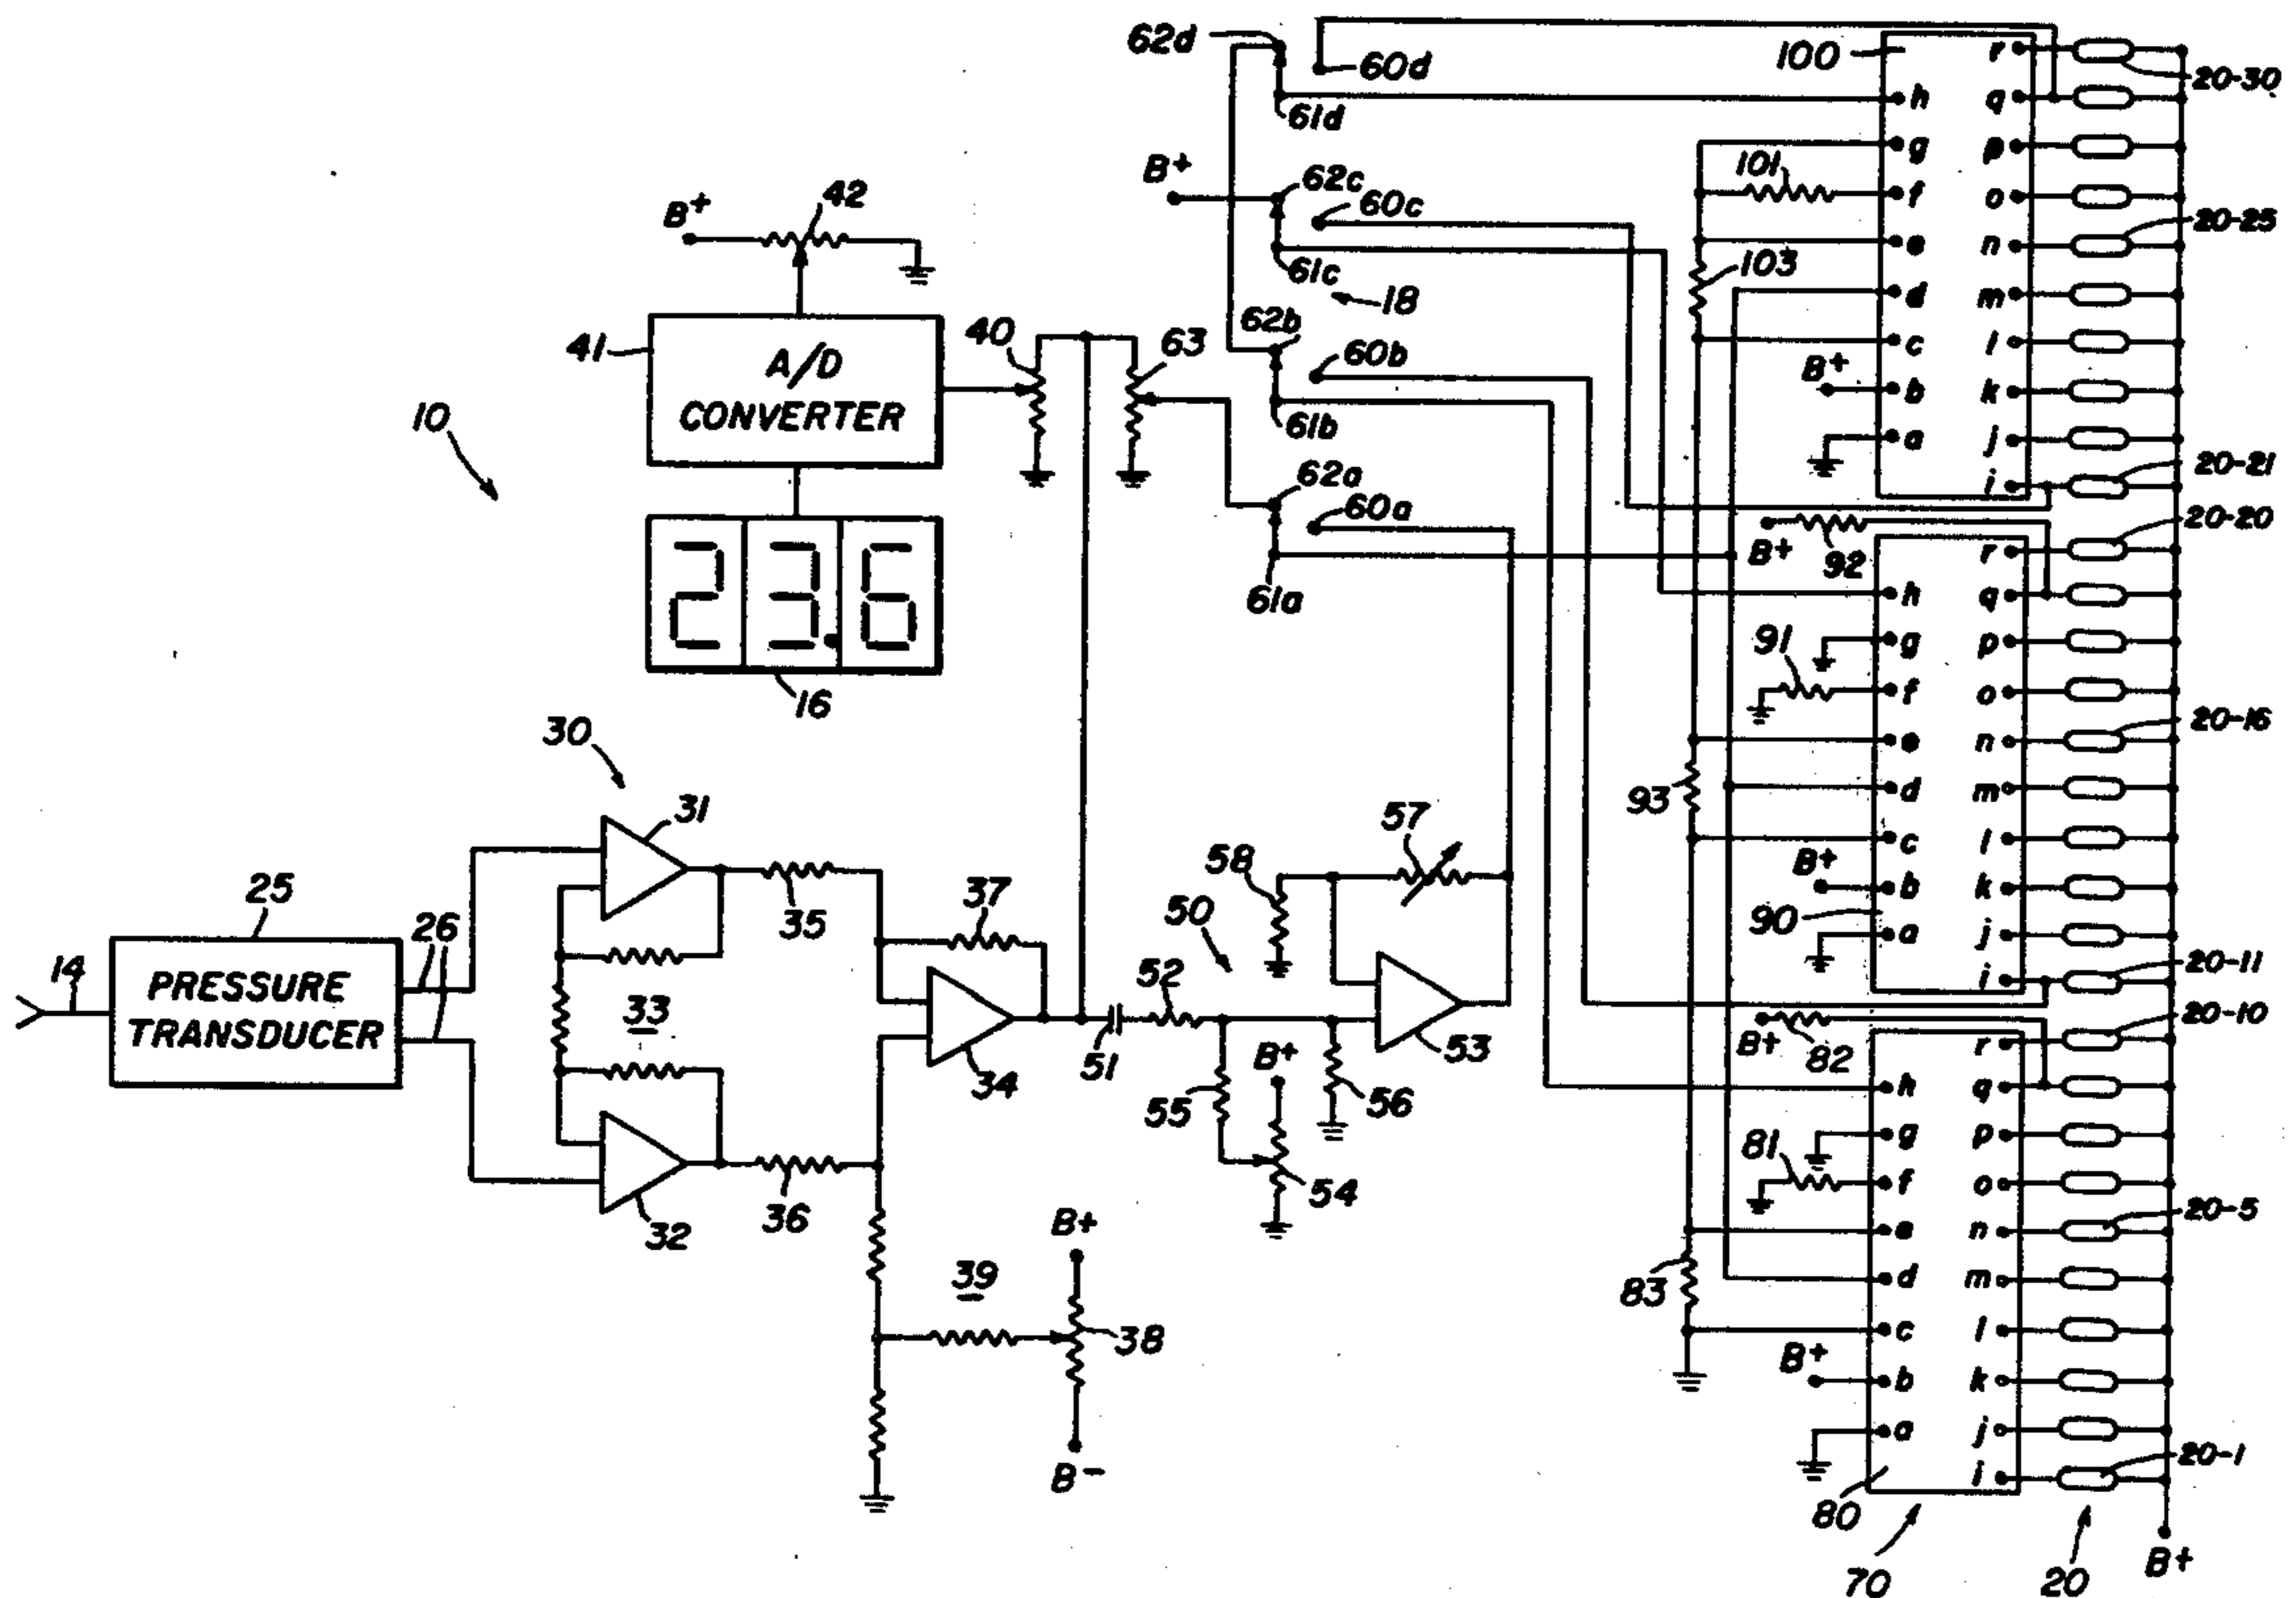 62d
60d
61d
100
r
h q
g p
101
f o
e n
103
d m
c l
B+
b k
a j
i
20-30
20-25
20-21
20-20
B+
62c
60c
61c
18
62b
60b
61b
62a
60a
61a
B+
42
41
A/D
CONVERTER
40
63
10
23.6
16
B+
92
r
h q
91
g p
f o
e n
93
d m
c l
B+
b k
90
a j
i
20-16
20-11
20-10
30
31
33
32
35
36
37
34
25
26
14
PRESSURE
TRANSDUCER
39
B+
38
B-
50
51
52
53
B+
54
55
56
57
58
B+
82
r
h q
81
g p
f o
e n
83
d m
c l
B+
b k
a j
i
80
70
20-5
20-1
20
B+